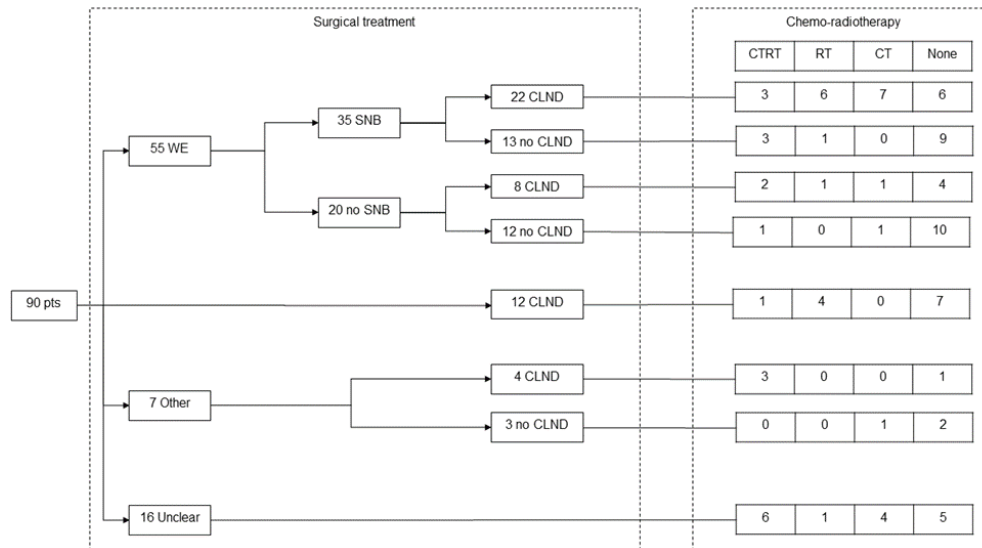 Surgical treatment
Chemo-radiotherapy
CTRT RT CT None
22 CLND 3 6 7 6
35 SNB
13 no CLND 3 1 0 9
55 WE
8 CLND 2 1 1 4
20 no SNB
12 no CLND 1 0 1 10
90 pts 12 CLND 1 4 0 7
4 CLND 3 0 0 1
7 Other
3 no CLND 0 0 1 2
16 Unclear 6 1 4 5